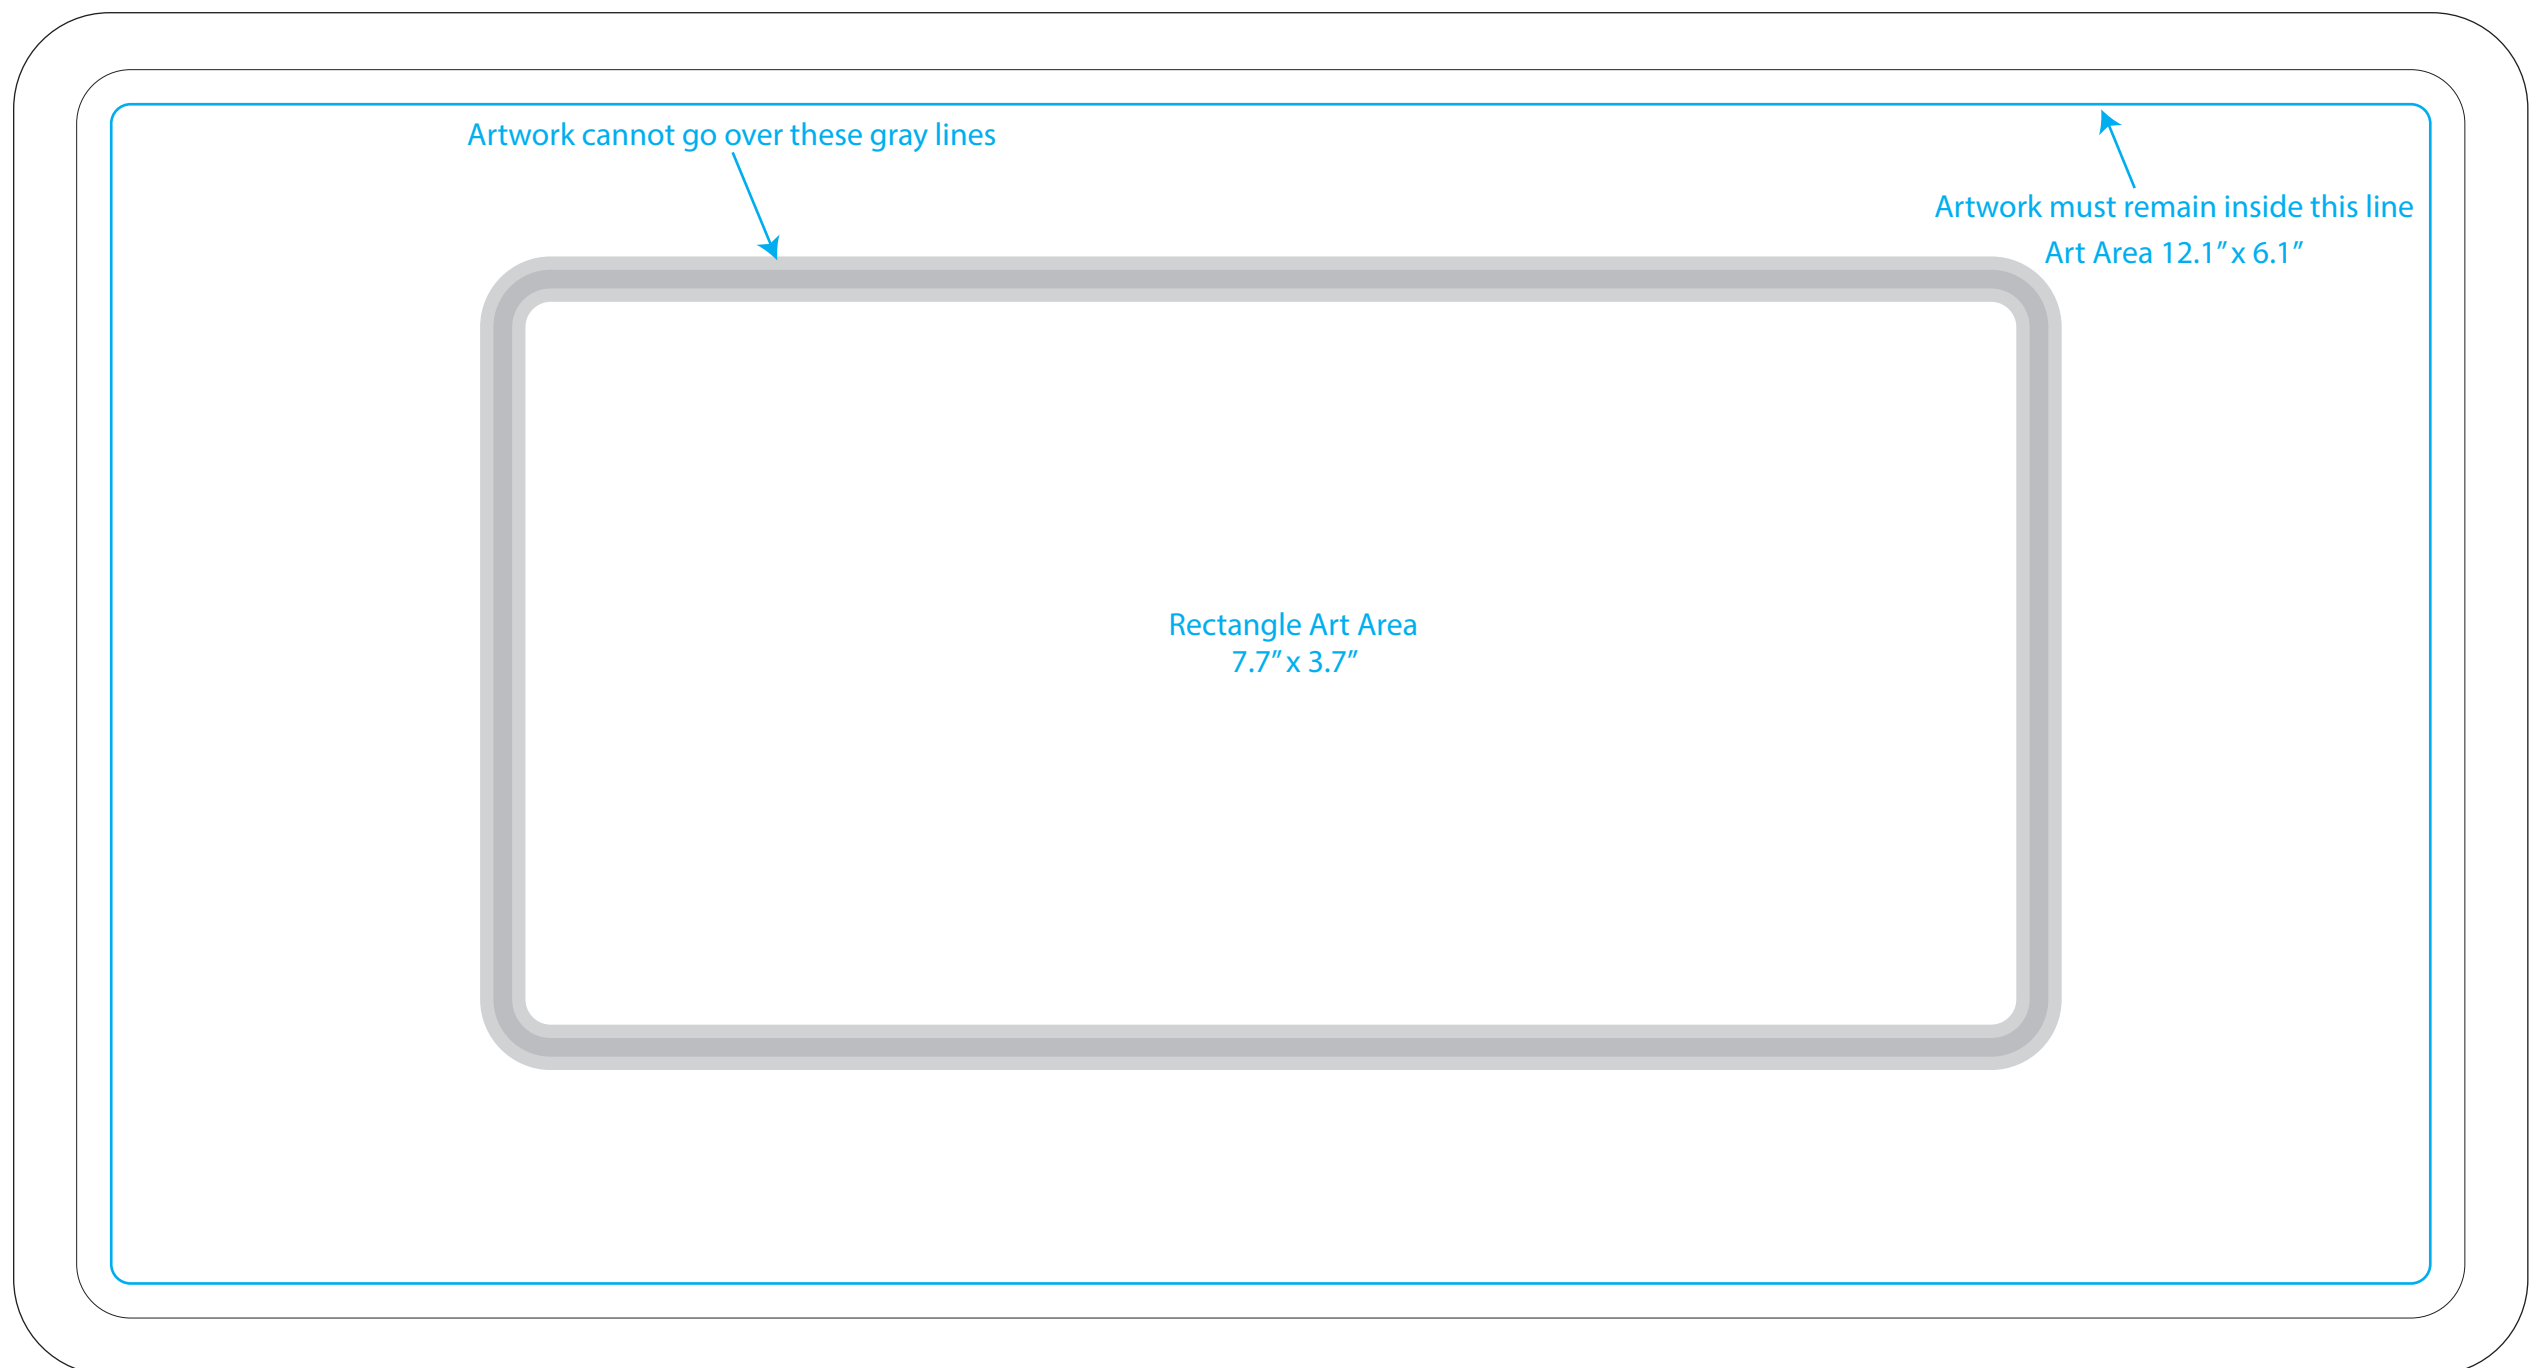 Artwork cannot go over these gray lines
Artwork must remain inside this line
Art Area 12.1” x 6.1”
Rectangle Art Area
7.7” x 3.7”